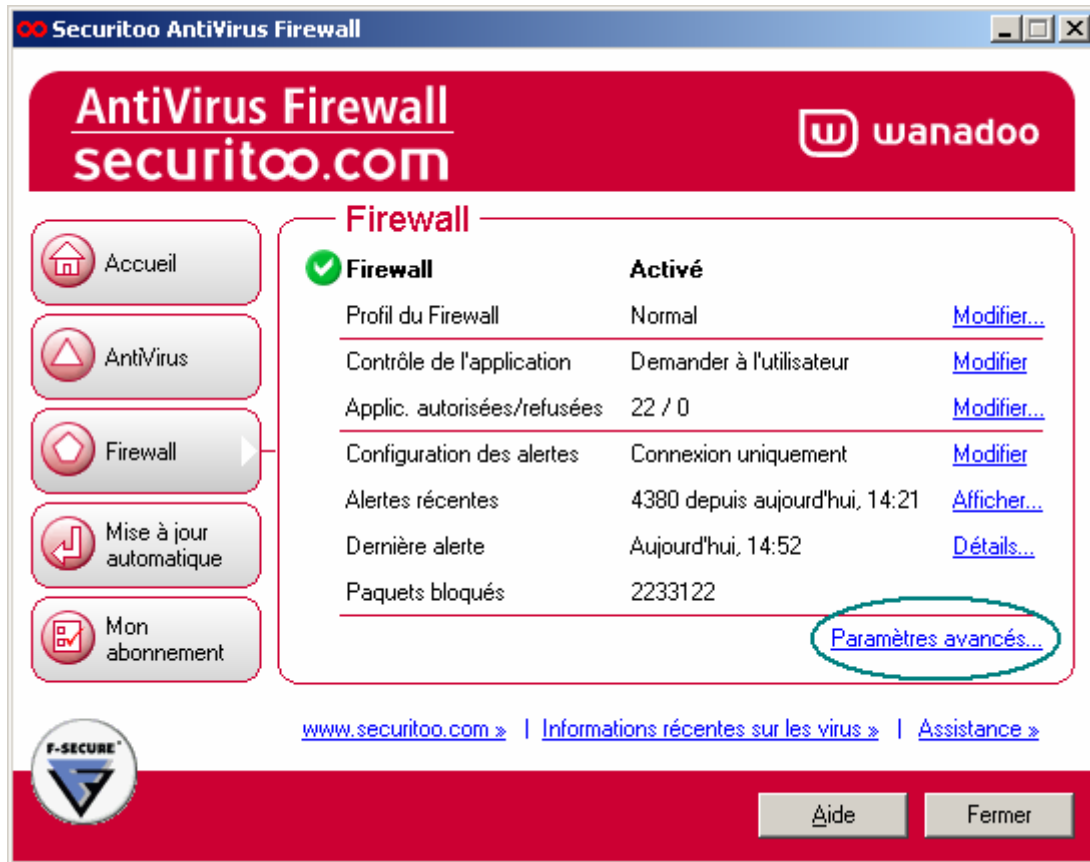 Securitoo AntiVirus Firewall
AntiVirus Firewall
securitoo.com
wanadoo
Accueil
AntiVirus
Firewall
Mise à jour
automatique
Mon
abonnement
Firewall
Firewall Activé
Profil du Firewall Normal Modifier...
Contrôle de l'application Demander à l'utilisateur Modifier
Applic. autorisées/refusées 22 / 0 Modifier...
Configuration des alertes Connexion uniquement Modifier
Alertes récentes 4380 depuis aujourd'hui, 14:21 Afficher...
Dernière alerte Aujourd'hui, 14:52 Détails...
Paquets bloqués 2233122
Paramètres avancés...
www.securitoo.com » | Informations récentes sur les virus » | Assistance »
F-SECURE
Aide Fermer